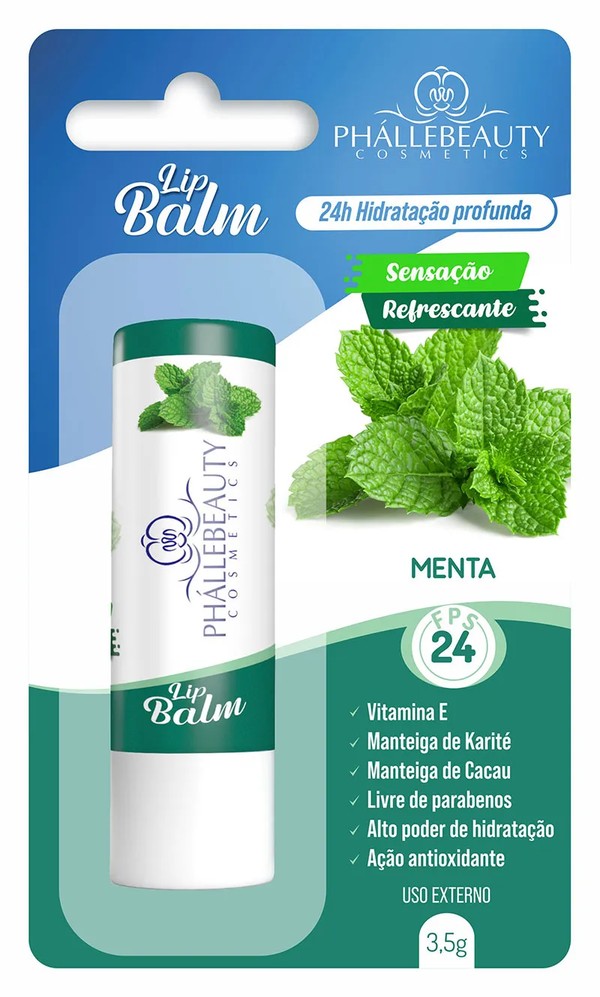 PHÁLLEBEAUTY
COSMETICS
Lip
Balm
24h Hidratação profunda
Sensação
Refrescante
PHÁLLEBEAUTY
COSMETICS
Lip
Balm
MENTA
FPS
24
Vitamina E
Manteiga de Karité
Manteiga de Cacau
Livre de parabenos
Alto poder de hidratação
Ação antioxidante
USO EXTERNO
3,5g